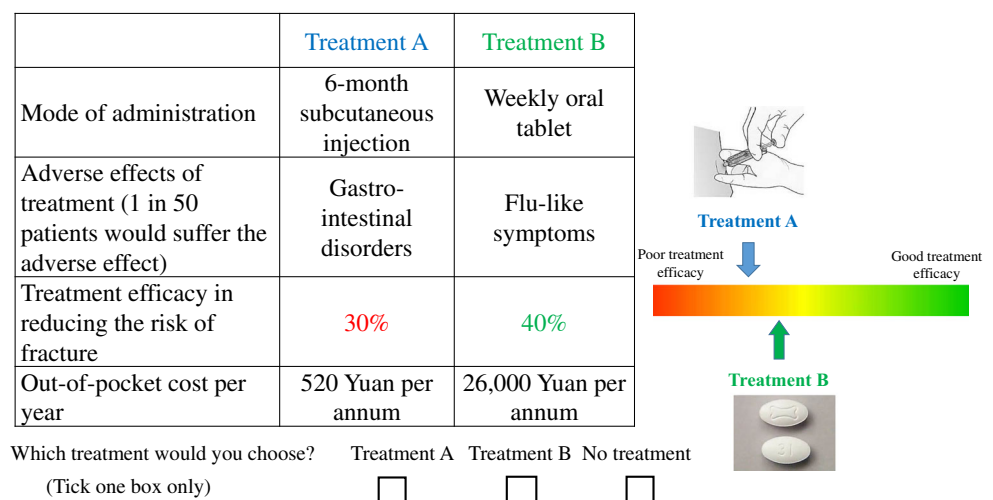 Treatment A Treatment B
Mode of administration
6-month
subcutaneous
injection
Weekly oral
tablet
Adverse effects of
treatment (1 in 50
patients would suffer the
adverse effect)
Gastro-
intestinal
disorders
Flu-like
symptoms
Treatment efficacy in
reducing the risk of
fracture
30%
40%
Out-of-pocket cost per
year
520 Yuan per
annum
26,000 Yuan per
annum
Treatment A
Poor treatment
efficacy
Good treatment
efficacy
Treatment B
Which treatment would you choose? Treatment A Treatment B No treatment
(Tick one box only)